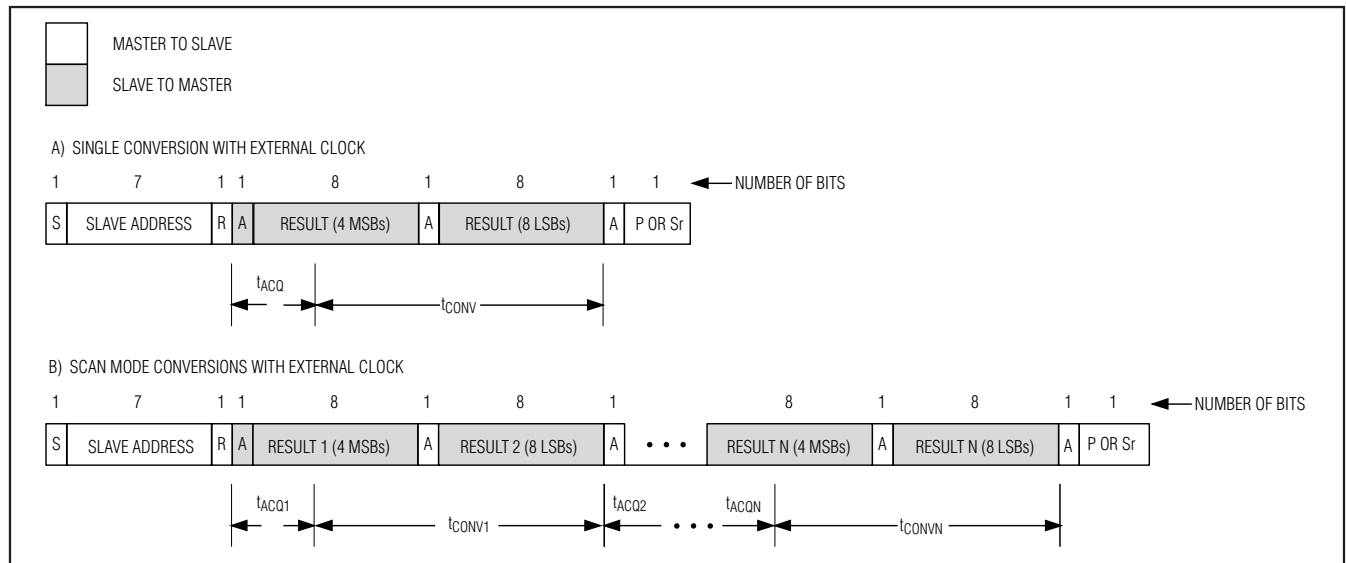 MASTER TO SLAVE
SLAVE TO MASTER
A) SINGLE CONVERSION WITH EXTERNAL CLOCK
1 7 1 1 8 1 8 1 1 NUMBER OF BITS
S SLAVE ADDRESS R A RESULT (4 MSBs) A RESULT (8 LSBs) A P OR Sr
tACQ
tCONV
B) SCAN MODE CONVERSIONS WITH EXTERNAL CLOCK
1 7 1 1 8 1 8 1 8 1 8 1 1 NUMBER OF BITS
S SLAVE ADDRESS R A RESULT 1 (4 MSBs) A RESULT 2 (8 LSBs) A • • • RESULT N (4 MSBs) A RESULT N (8 LSBs) A P OR Sr
tACQ1 tACQ2 tACQN
tCONV1 • • • tCONVN